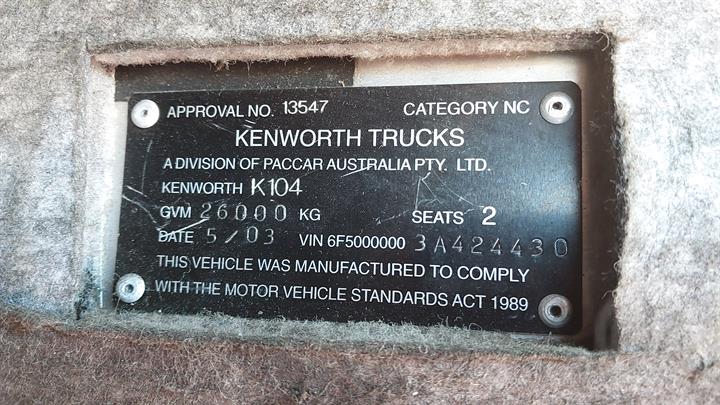 APPROVAL NO. 13547 CATEGORY NC
KENWORTH TRUCKS
A DIVISION OF PACCAR AUSTRALIA PTY. LTD.
KENWORTH K104
GVM 26000 KG SEATS 2
DATE 5/03 VIN 6F5000000 3A424430
THIS VEHICLE WAS MANUFACTURED TO COMPLY
WITH THE MOTOR VEHICLE STANDARDS ACT 1989